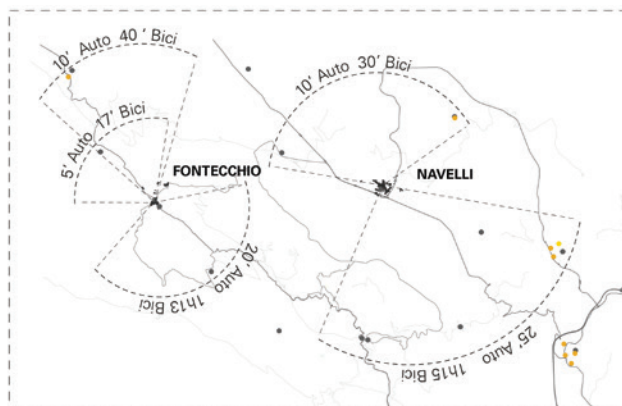 10' Auto 40' Bici
5' Auto 17' Bici
FONTECCHIO
20' Auto
1h13 Bici
10' Auto 30' Bici
NAVELLI
25' Auto
1h15 Bici